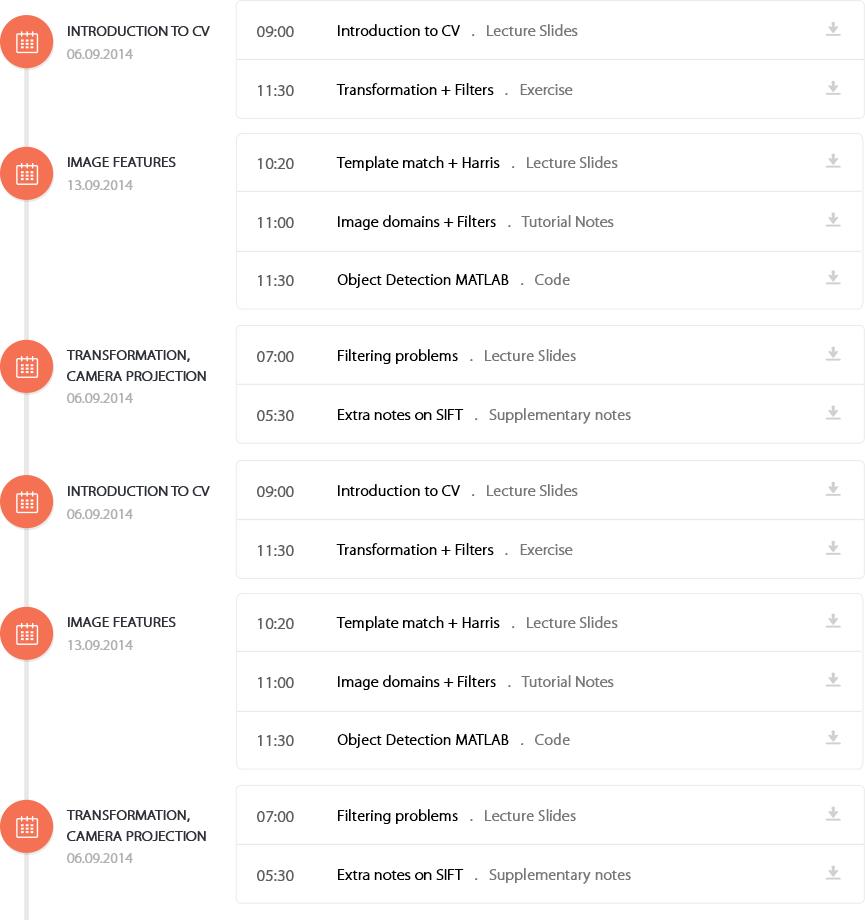 INTRODUCTION TO CV
06.09.2014
09:00 Introduction to CV . Lecture Slides
11:30 Transformation + Filters . Exercise
IMAGE FEATURES
13.09.2014
10:20 Template match + Harris . Lecture Slides
11:00 Image domains + Filters . Tutorial Notes
11:30 Object Detection MATLAB . Code
TRANSFORMATION,
CAMERA PROJECTION
06.09.2014
07:00 Filtering problems . Lecture Slides
05:30 Extra notes on SIFT . Supplementary notes
INTRODUCTION TO CV
06.09.2014
09:00 Introduction to CV . Lecture Slides
11:30 Transformation + Filters . Exercise
IMAGE FEATURES
13.09.2014
10:20 Template match + Harris . Lecture Slides
11:00 Image domains + Filters . Tutorial Notes
11:30 Object Detection MATLAB . Code
TRANSFORMATION,
CAMERA PROJECTION
06.09.2014
07:00 Filtering problems . Lecture Slides
05:30 Extra notes on SIFT . Supplementary notes